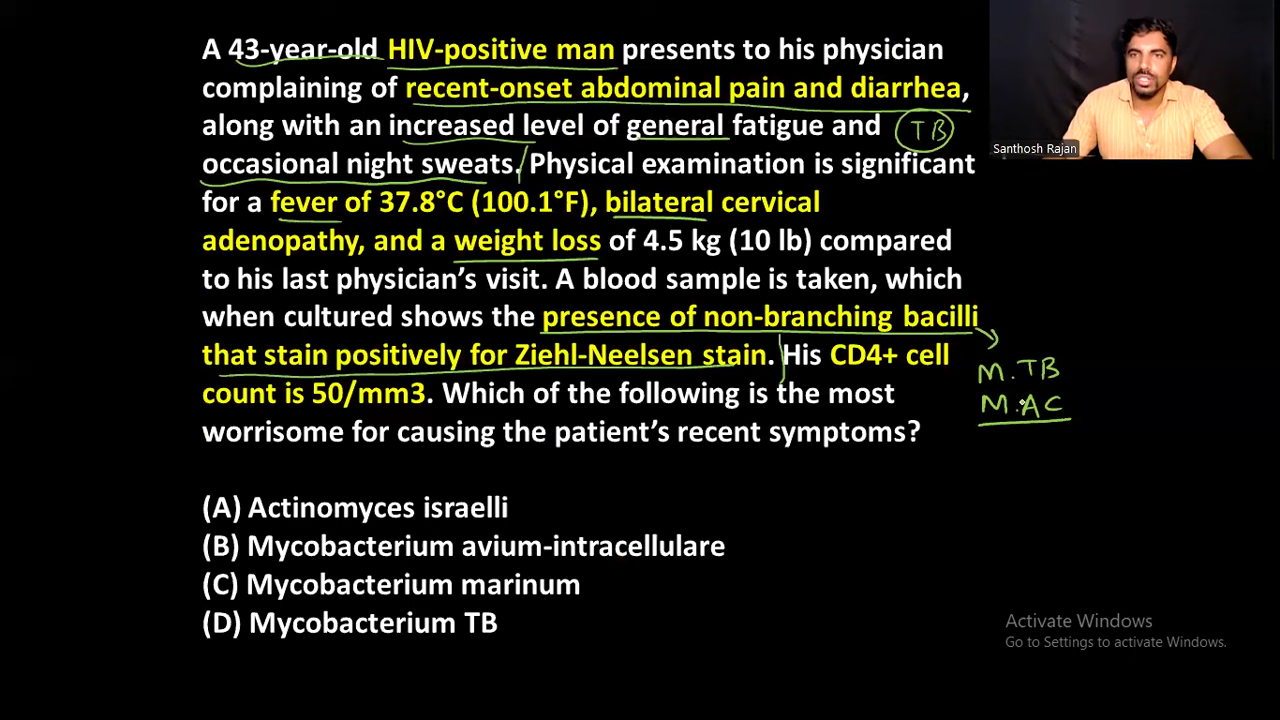 A 43-year-old HIV-positive man presents to his physician
complaining of recent-onset abdominal pain and diarrhea,
along with an increased level of general fatigue and
TB
occasional night sweats. Physical examination is significant
for a fever of 37.8°C (100.1°F), bilateral cervical
adenopathy, and a weight loss of 4.5 kg (10 lb) compared
to his last physician’s visit. A blood sample is taken, which
when cultured shows the presence of non-branching bacilli
that stain positively for Ziehl-Neelsen stain. His CD4+ cell
count is 50/mm3. Which of the following is the most
worrisome for causing the patient’s recent symptoms?
M.TB
M.AC
(A) Actinomyces israelli
(B) Mycobacterium avium-intracellulare
(C) Mycobacterium marinum
(D) Mycobacterium TB
Santhosh Rajan
Activate Windows
Go to Settings to activate Windows.